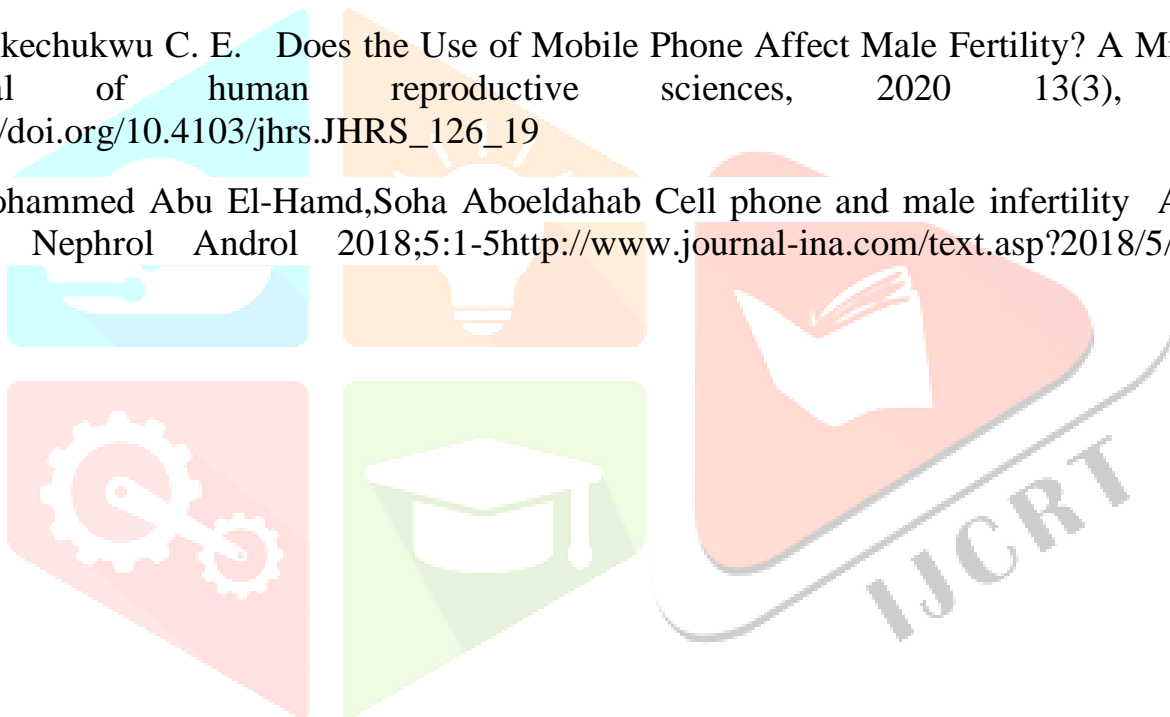 kechukwu C. E. Does the Use of Mobile Phone Affect Male Fertility? A M
al of human reproductive sciences, 2020 13(3),
/doi.org/10.4103/jhrs.JHRS_126_19
ohammed Abu El-Hamd,Soha Aboeldahab Cell phone and male infertility A
Nephrol Androl 2018;5:1-5http://www.journal-ina.com/text.asp?2018/5/
IJCRT